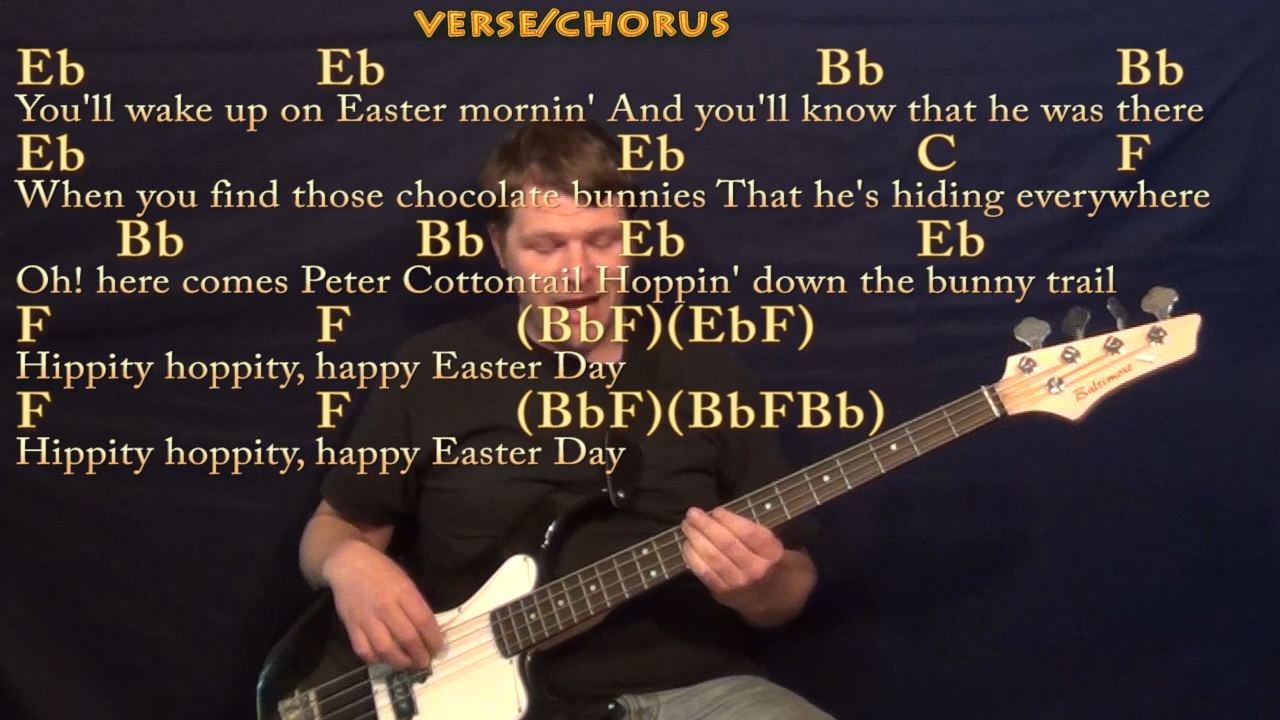 VERSE/CHORUS
Eb Eb Bb Bb
You'll wake up on Easter mornin' And you'll know that he was there
Eb Eb C F
When you find those chocolate bunnies That he's hiding everywhere
Bb Bb Eb Eb
Oh! here comes Peter Cottontail Hoppin' down the bunny trail
F F (BbF)(EbF)
Hippity hoppity, happy Easter Day
F F (BbF)(BbFBb)
Hippity hoppity, happy Easter Day
Baltimore